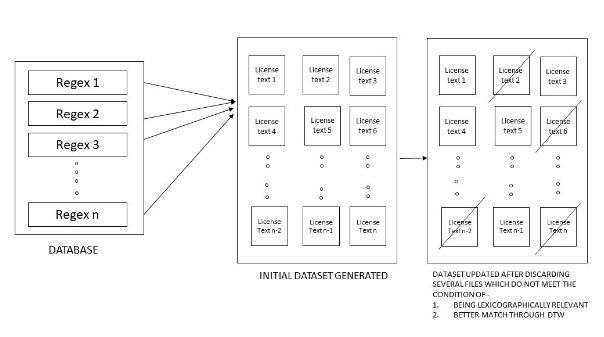 Regex 1
Regex 2
Regex 3
Regex n
DATABASE
License
text 1
License
text 2
License
text 3
License
text 4
License
text 5
License
text 6
License
Text n-2
License
Text n-1
License
Text n
INITIAL DATASET GENERATED
License
text 1
License
text 2
License
text 3
License
text 4
License
text 5
License
text 6
License
Text n-2
License
Text n-1
License
Text n
DATASET UPDATED AFTER DISCARDING
SEVERAL FILES WHICH DO NOT MEET THE
CONDITION OF -
1. BEING LEXICOGRAPHICALLY RELEVANT
2. BETTER MATCH THROUGH DTW